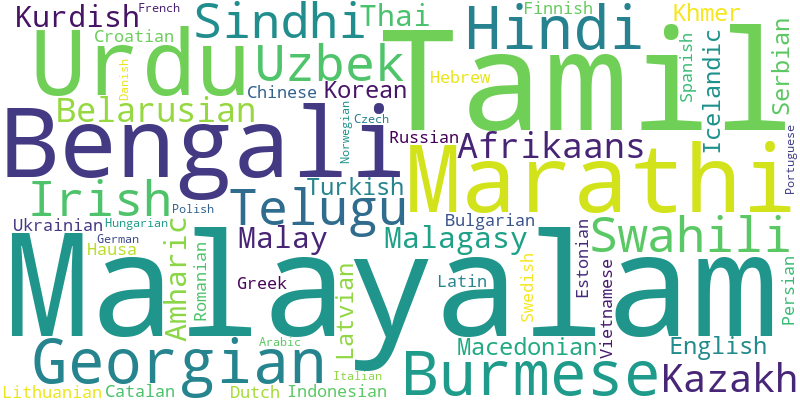 Kurdish
French
Sindhi
Thai
Finnish
Khmer
Croatian
Urdu
Uzbek
Hindi
Tamil
Spanish
Icelandic
Serbian
Danish
Hebrew
Chinese
Korean
Belarusian
Norwegian
Czech
Bengali
Russian
Afrikaans
Portuguese
Marathi
Irish
Turkish
Telugu
Polish
Ukrainian
Hungarian
Bulgarian
German
Hausa
Amharic
Romanian
Malay
Malagasy
Swahili
Malayalam
Greek
Latvian
Latin
Swedish
Estonian
Vietnamese
Persian
Georgian
Arabic
Macedonian
English
Burmese
Kazakh
Italian
Lithuanian
Catalan
Dutch
Indonesian